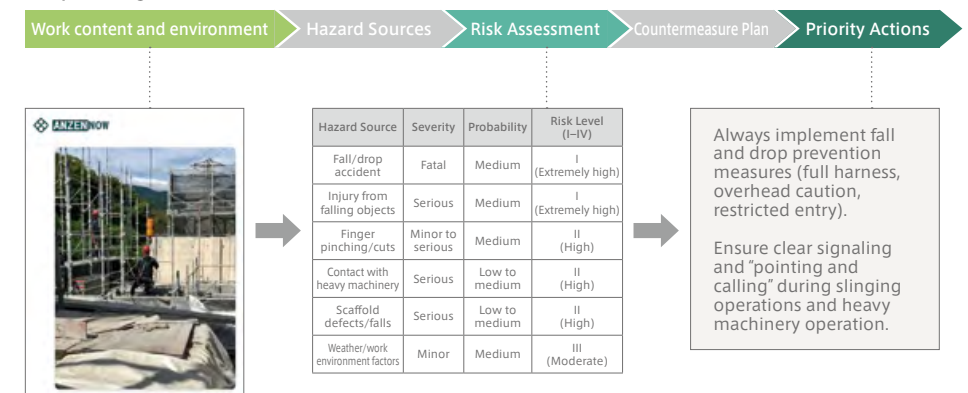 Work content and environment
Hazard Sources
Risk Assessment
Countermeasure Plan
Priority Actions
ANZEN NOW
Hazard Source Severity Probability Risk Level
(I–IV)
Fall/drop
accident
Fatal
Medium
I
(Extremely high)
Injury from
falling objects
Serious
Medium
I
(Extremely high)
Finger
pinching/cuts
Minor to
serious
Medium
II
(High)
Contact with
heavy machinery
Serious
Low to
medium
II
(High)
Scaffold
defects/falls
Serious
Low to
medium
II
(High)
Weather/work
environment factors
Minor
Medium
III
(Moderate)
Always implement fall
and drop prevention
measures (full harness,
overhead caution,
restricted entry).
Ensure clear signaling
and “pointing and
calling” during slinging
operations and heavy
machinery operation.